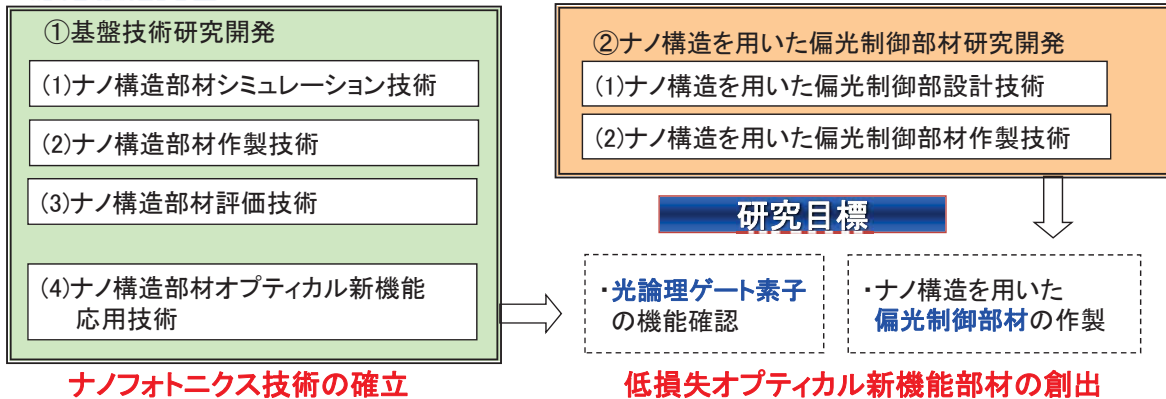 ①基盤技術研究開発
(1)ナノ構造部材シミュレーション技術
(2)ナノ構造部材作製技術
(3)ナノ構造部材評価技術
(4)ナノ構造部材オプティカル新機能
応用技術
ナノフォトニクス技術の確立
②ナノ構造を用いた偏光制御部材研究開発
(1)ナノ構造を用いた偏光制御部設計技術
(2)ナノ構造を用いた偏光制御部材作製技術
研究目標
・光論理ゲート素子
の機能確認
・ナノ構造を用いた
偏光制御部材の作製
低損失オプティカル新機能部材の創出